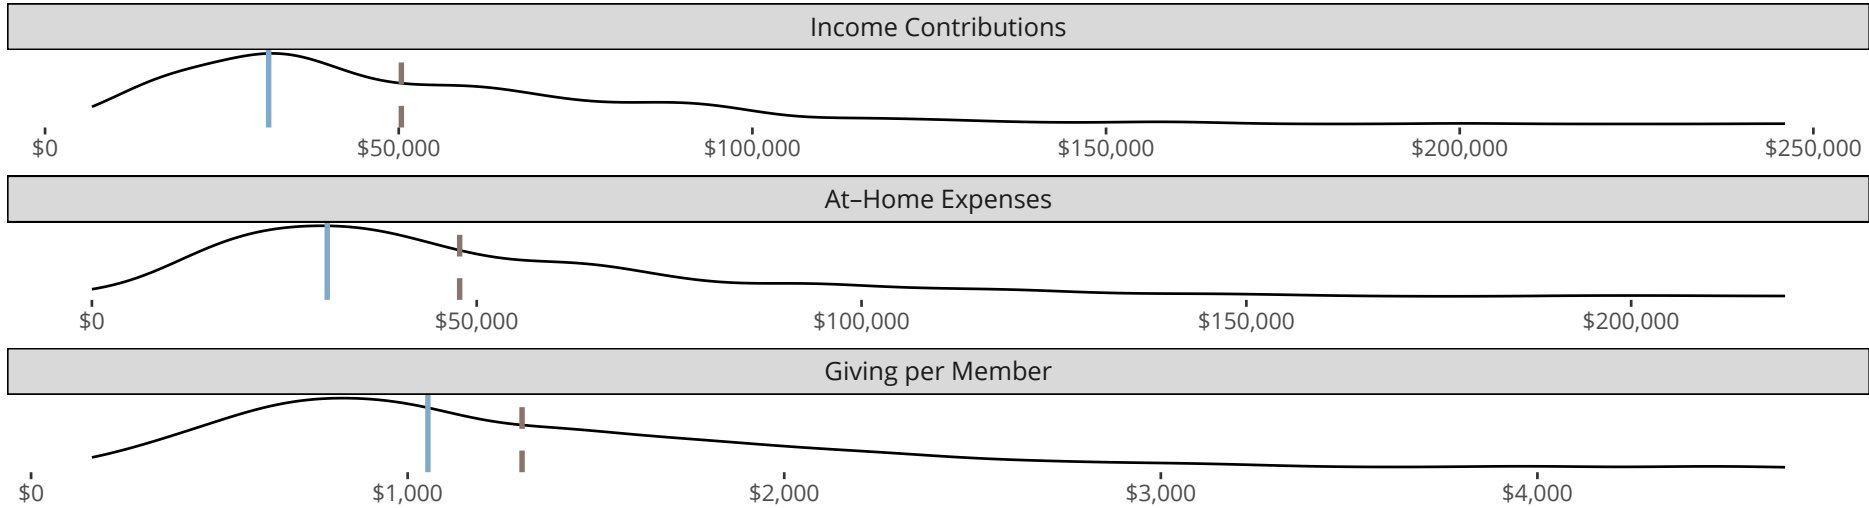 Income Contributions
$0 $50,000 $100,000 $150,000 $200,000 $250,000
At–Home Expenses
$0 $50,000 $100,000 $150,000 $200,000
Giving per Member
$0 $1,000 $2,000 $3,000 $4,000